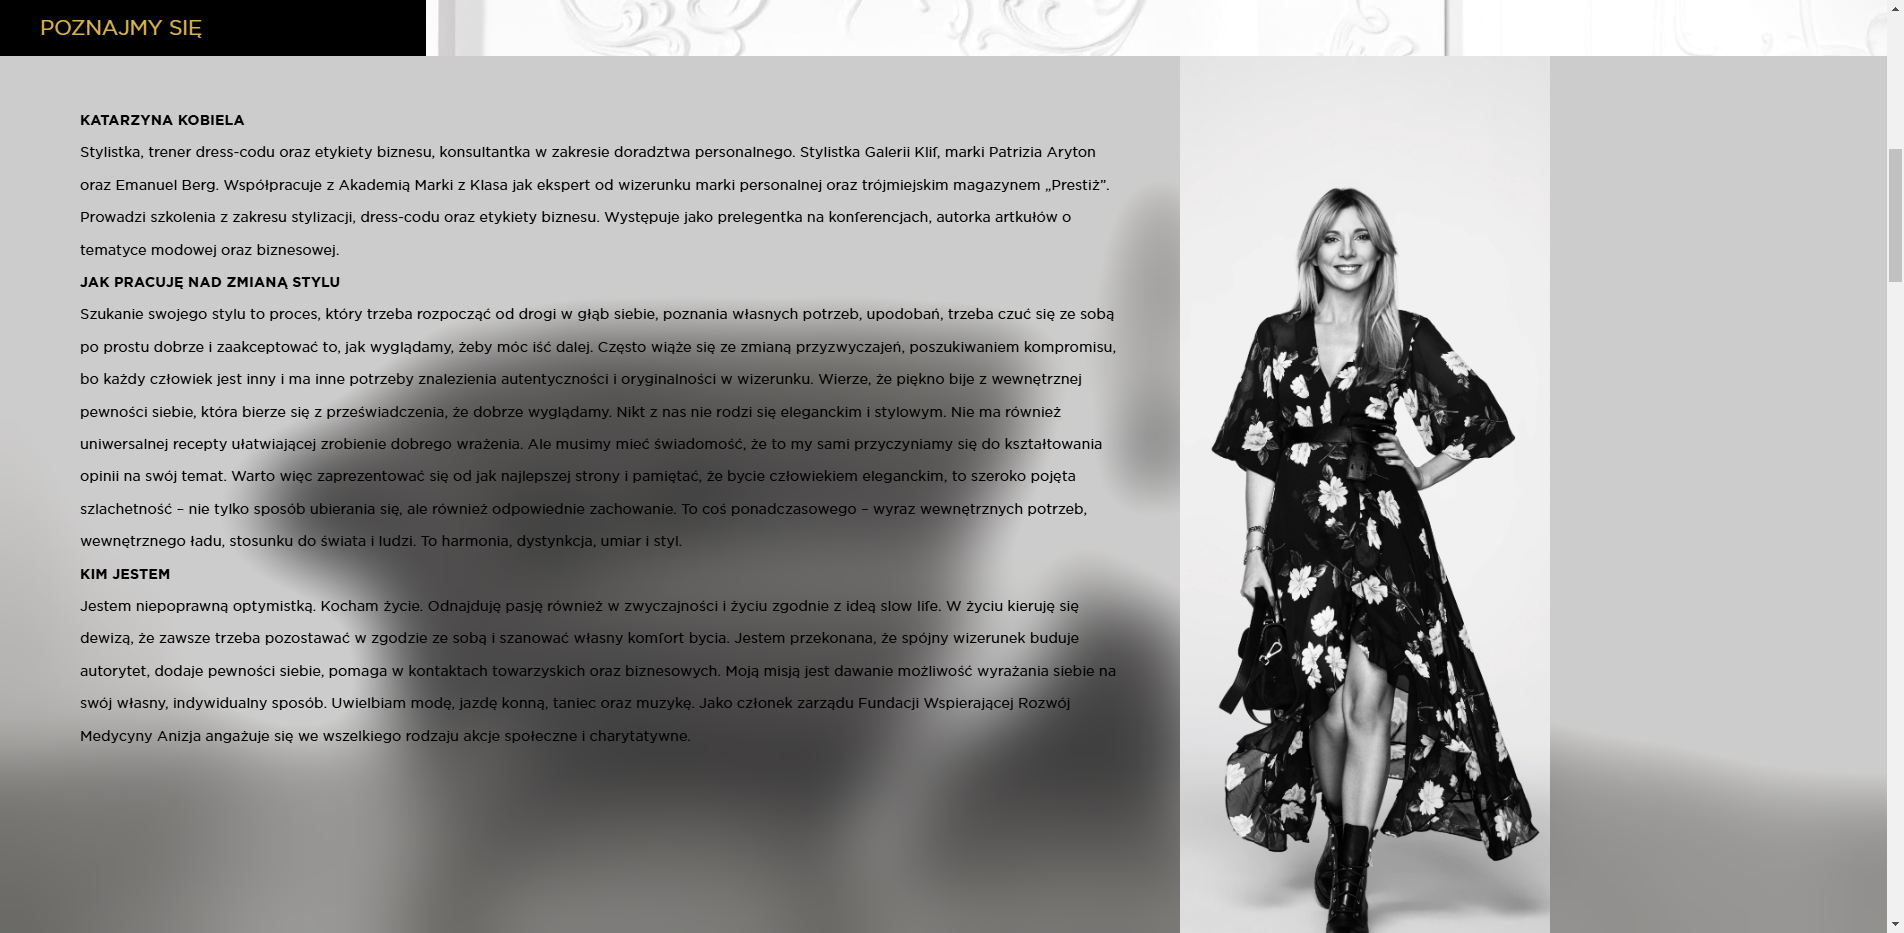 POZNAJMY SIĘ
KATARZYNA KOBIELA
Stylistka, trener dress-codu oraz etykiety biznesu, konsultantka w zakresie doradztwa personalnego. Stylistka Galerii Klif, marki Patrizia Aryton
oraz Emanuel Berg. Współpracuje z Akademią Marki z Klasa jak ekspert od wizerunku marki personalnej oraz trójmiejskim magazynem „Prestiż”.
Prowadzi szkolenia z zakresu stylizacji, dress-codu oraz etykiety biznesu. Występuje jako prelegentka na konferencjach, autorka artkułów o
tematyce modowej oraz biznesowej.
JAK PRACUJĘ NAD ZMIANĄ STYLU
Szukanie swojego stylu to proces, który trzeba rozpocząć od drogi w głąb siebie, poznania własnych potrzeb, upodobań, trzeba czuć się ze sobą
po prostu dobrze i zaakceptować to, jak wyglądamy, żeby móc iść dalej. Często wiąże się ze zmianą przyzwyczajeń, poszukiwaniem kompromisu,
bo każdy człowiek jest inny i ma inne potrzeby znalezienia autentyczności i oryginalności w wizerunku. Wierze, że piękno bije z wewnętrznej
pewności siebie, która bierze się z przeświadczenia, że dobrze wyglądamy. Nikt z nas nie rodzi się eleganckim i stylowym. Nie ma również
uniwersalnej recepty ułatwiającej zrobienie dobrego wrażenia. Ale musimy mieć świadomość, że to my sami przyczyniamy się do kształtowania
opinii na swój temat. Warto więc zaprezentować się od jak najlepszej strony i pamiętać, że bycie człowiekiem eleganckim, to szeroko pojęta
szlachetność – nie tylko sposób ubierania się, ale również odpowiednie zachowanie. To coś ponadczasowego – wyraz wewnętrznych potrzeb,
wewnętrznego ładu, stosunku do świata i ludzi. To harmonia, dystynkcja, umiar i styl.
KIM JESTEM
Jestem niepoprawną optymistką. Kocham życie. Odnajduję pasję również w zwyczajności i życiu zgodnie z ideą slow life. W życiu kieruję się
dewizą, że zawsze trzeba pozostawać w zgodzie ze sobą i szanować własny komfort bycia. Jestem przekonana, że spójny wizerunek buduje
autorytet, dodaje pewności siebie, pomaga w kontaktach towarzyskich oraz biznesowych. Moją misją jest dawanie możliwość wyrażania siebie na
swój własny, indywidualny sposób. Uwielbiam modę, jazdę konną, taniec oraz muzykę. Jako członek zarządu Fundacji Wspierającej Rozwój
Medycyny Anizja angażuje się we wszelkiego rodzaju akcje społeczne i charytatywne.